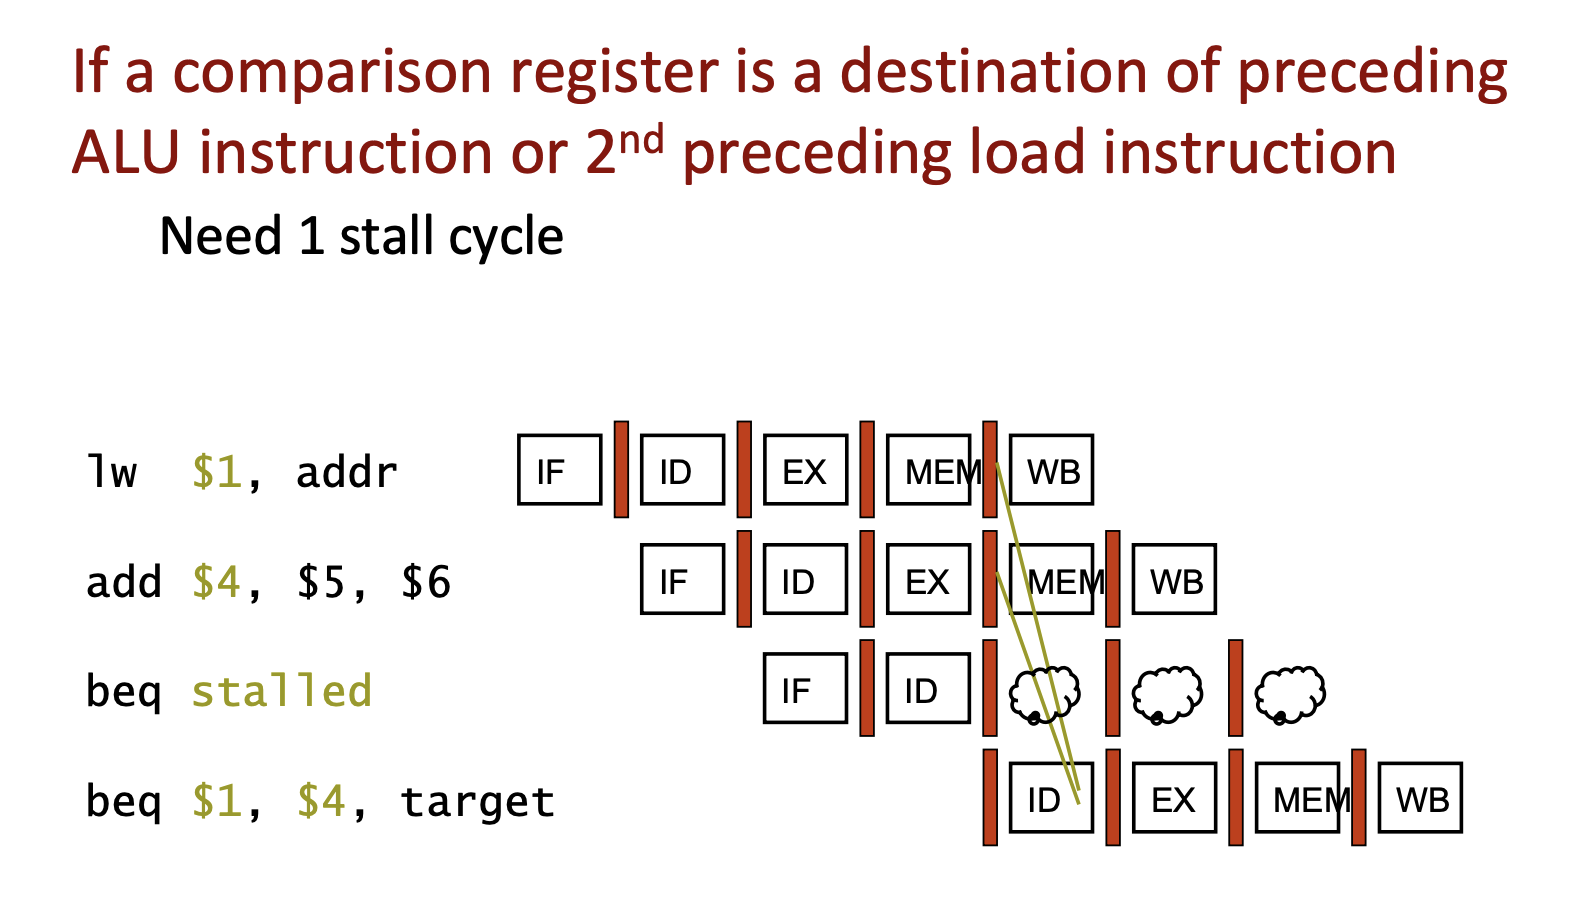 If a comparison register is a destination of preceding
ALU instruction or 2nd preceding load instruction
Need 1 stall cycle
lw $1, addr IF ID EX MEM WB
add $4, $5, $6 IF ID EX MEM WB
beq stalled IF ID
beq $1, $4, target ID EX MEM WB